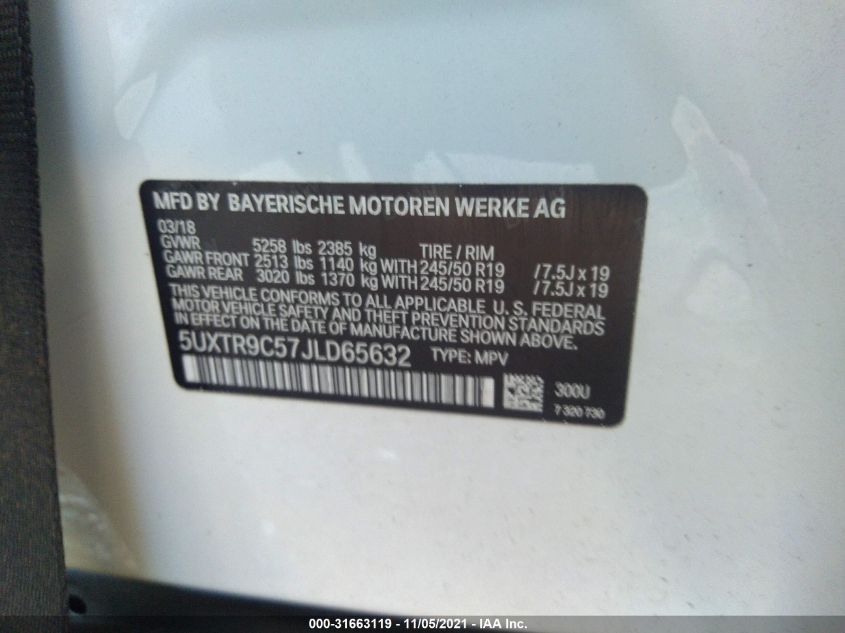 MFD BY BAYERISCHE MOTOREN WERKE AG
03/18
GVWR 5258 lbs 2385 kg TIRE / RIM
GAWR FRONT 2513 lbs 1140 kg WITH 245/50 R19 / 7.5J x 19
GAWR REAR 3020 lbs 1370 kg WITH 245/50 R19 / 7.5J x 19
THIS VEHICLE CONFORMS TO ALL APPLICABLE U. S. FEDERAL
MOTOR VEHICLE SAFETY AND THEFT PREVENTION STANDARDS
IN EFFECT ON THE DATE OF MANUFACTURE SHOWN ABOVE.
5UXTR9C57JLD65632 TYPE: MPV
300U
7 320 730
000-31663119 - 11/05/2021 - IAA Inc.